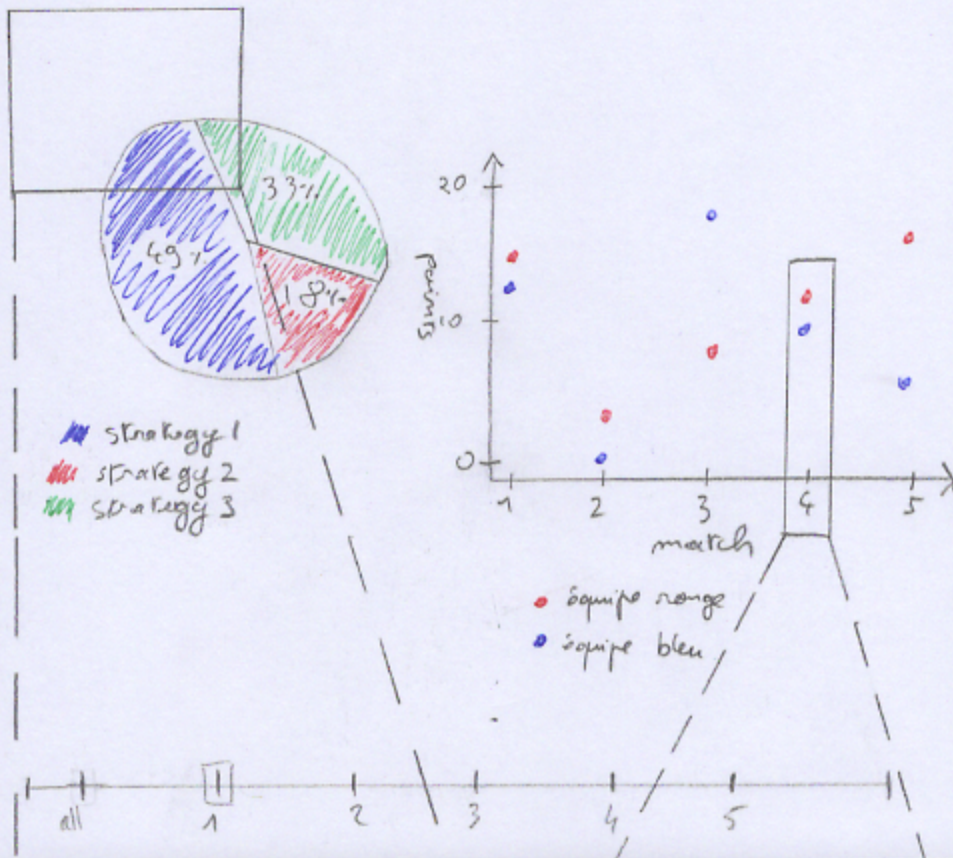 33%
49%
18%
strategy 1
strategy 2
strategy 3
20
10
0
points
1 2 3 4 5
match
équipe rouge
équipe bleu
all 1 2 3 4 5